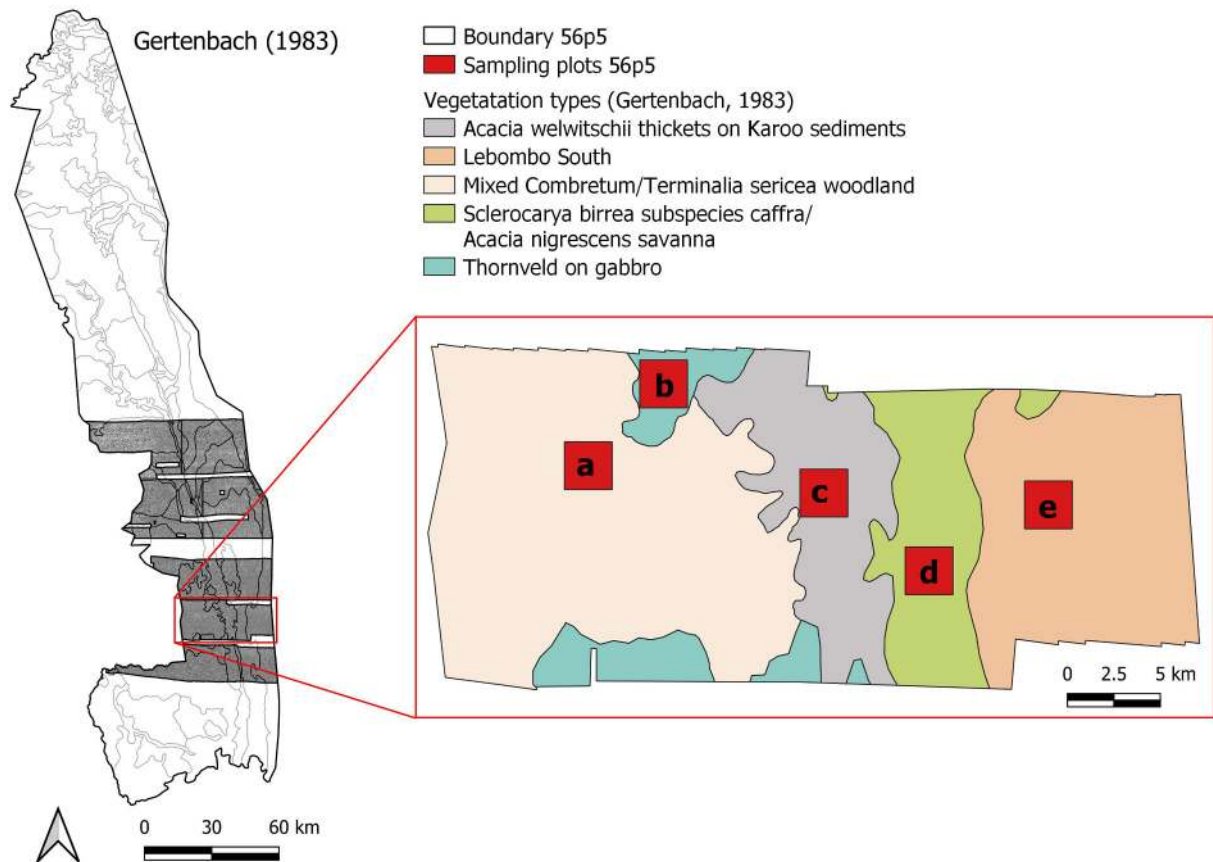 Gertenbach (1983)
Boundary 56p5
Sampling plots 56p5
Vegetatation types (Gertenbach, 1983)
Acacia welwitschii thickets on Karoo sediments
Lebombo South
Mixed Combretum/Terminalia sericea woodland
Sclerocarya birrea subspecies caffra/
Acacia nigrescens savanna
Thornveld on gabbro
b
a
c
e
d
0 2.5 5 km
0 30 60 km